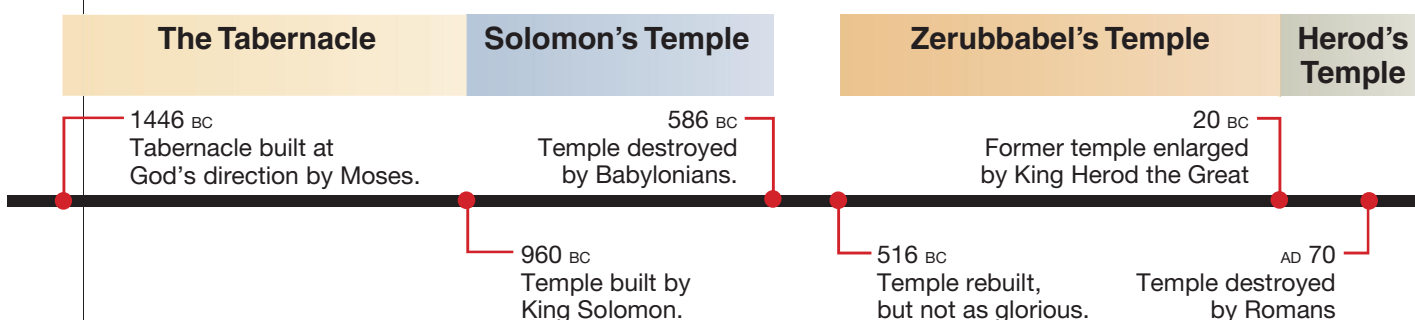 The Tabernacle
Solomon's Temple
Zerubbabel's Temple
Herod's
Temple
1446 BC
Tabernacle built at
God's direction by Moses.
586 BC
Temple destroyed
by Babylonians.
20 BC
Former temple enlarged
by King Herod the Great
960 BC
Temple built by
King Solomon.
516 BC
Temple rebuilt,
but not as glorious.
AD 70
Temple destroyed
by Romans